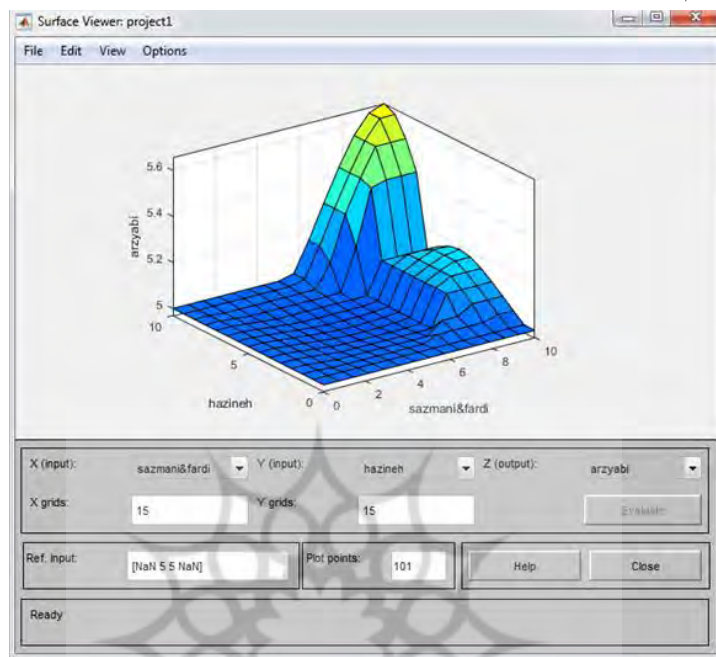 Surface Viewer: project1
File Edit View Options
5.6
5.4
5.2
5
arzyabi
10
5
0
hazineh
0
2
4
6
8
10
sazmani&fardi
X (input): sazmani&fardi Y (input): hazineh Z (output): arzyabi
X grids: 15 Y grids: 15 Evaluate
Ref. input: [NaN 5 5 NaN] Plot points: 101 Help Close
Ready